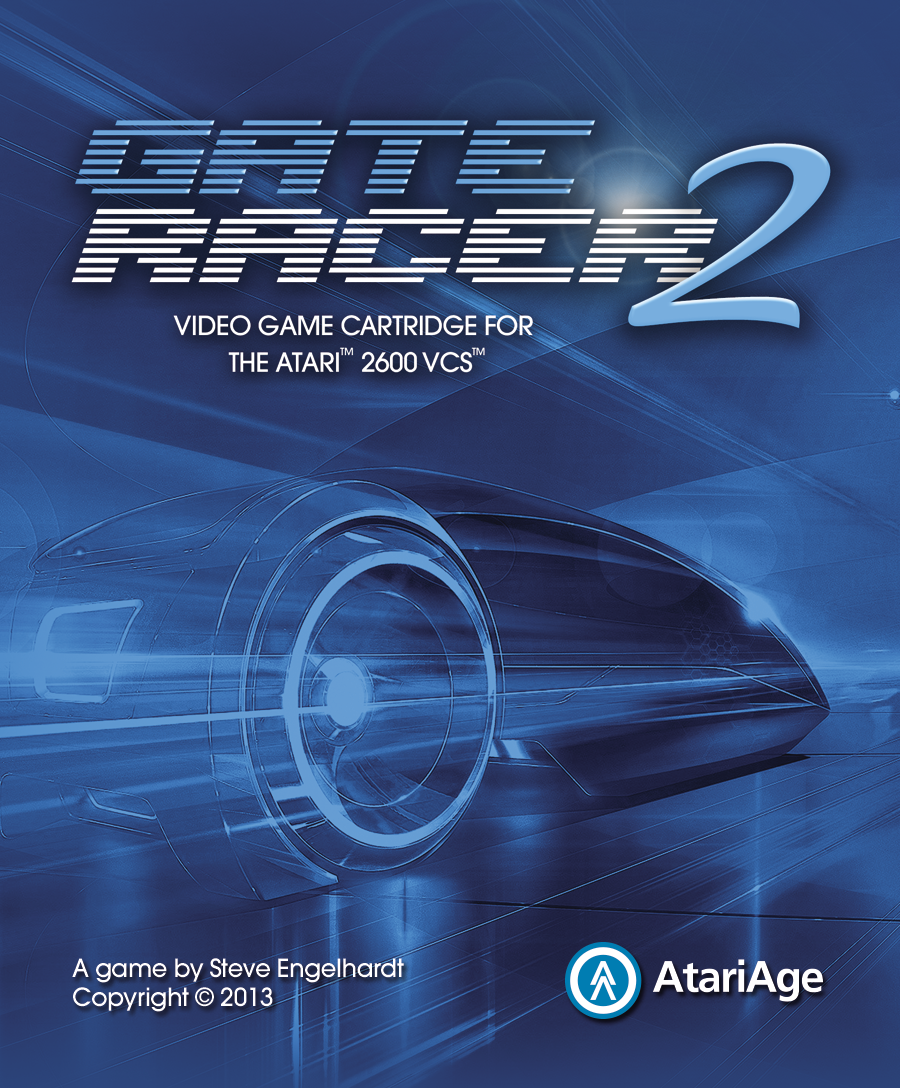 GATE
RACER 2
VIDEO GAME CARTRIDGE FOR
THE ATARI™ 2600 VCS™
A game by Steve Engelhardt
Copyright © 2013
AtariAge